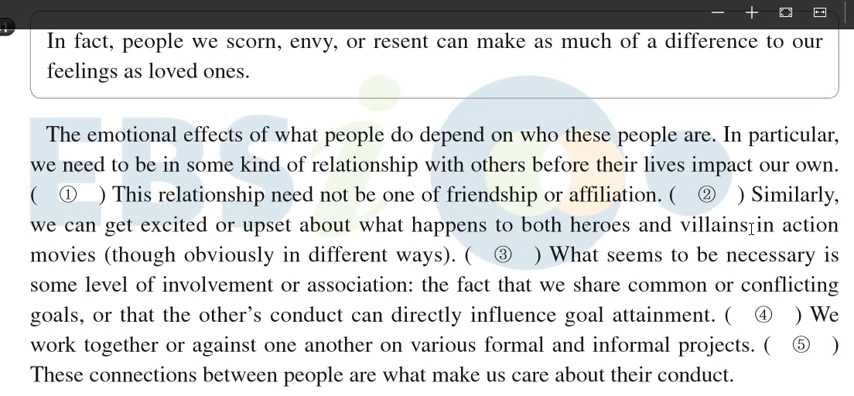 In fact, people we scorn, envy, or resent can make as much of a difference to our
feelings as loved ones.
The emotional effects of what people do depend on who these people are. In particular,
we need to be in some kind of relationship with others before their lives impact our own.
( ① ) This relationship need not be one of friendship or affiliation. ( ② ) Similarly,
we can get excited or upset about what happens to both heroes and villains in action
movies (though obviously in different ways). ( ③ ) What seems to be necessary is
some level of involvement or association: the fact that we share common or conflicting
goals, or that the other's conduct can directly influence goal attainment. ( ④ ) We
work together or against one another on various formal and informal projects. ( ⑤ )
These connections between people are what make us care about their conduct.